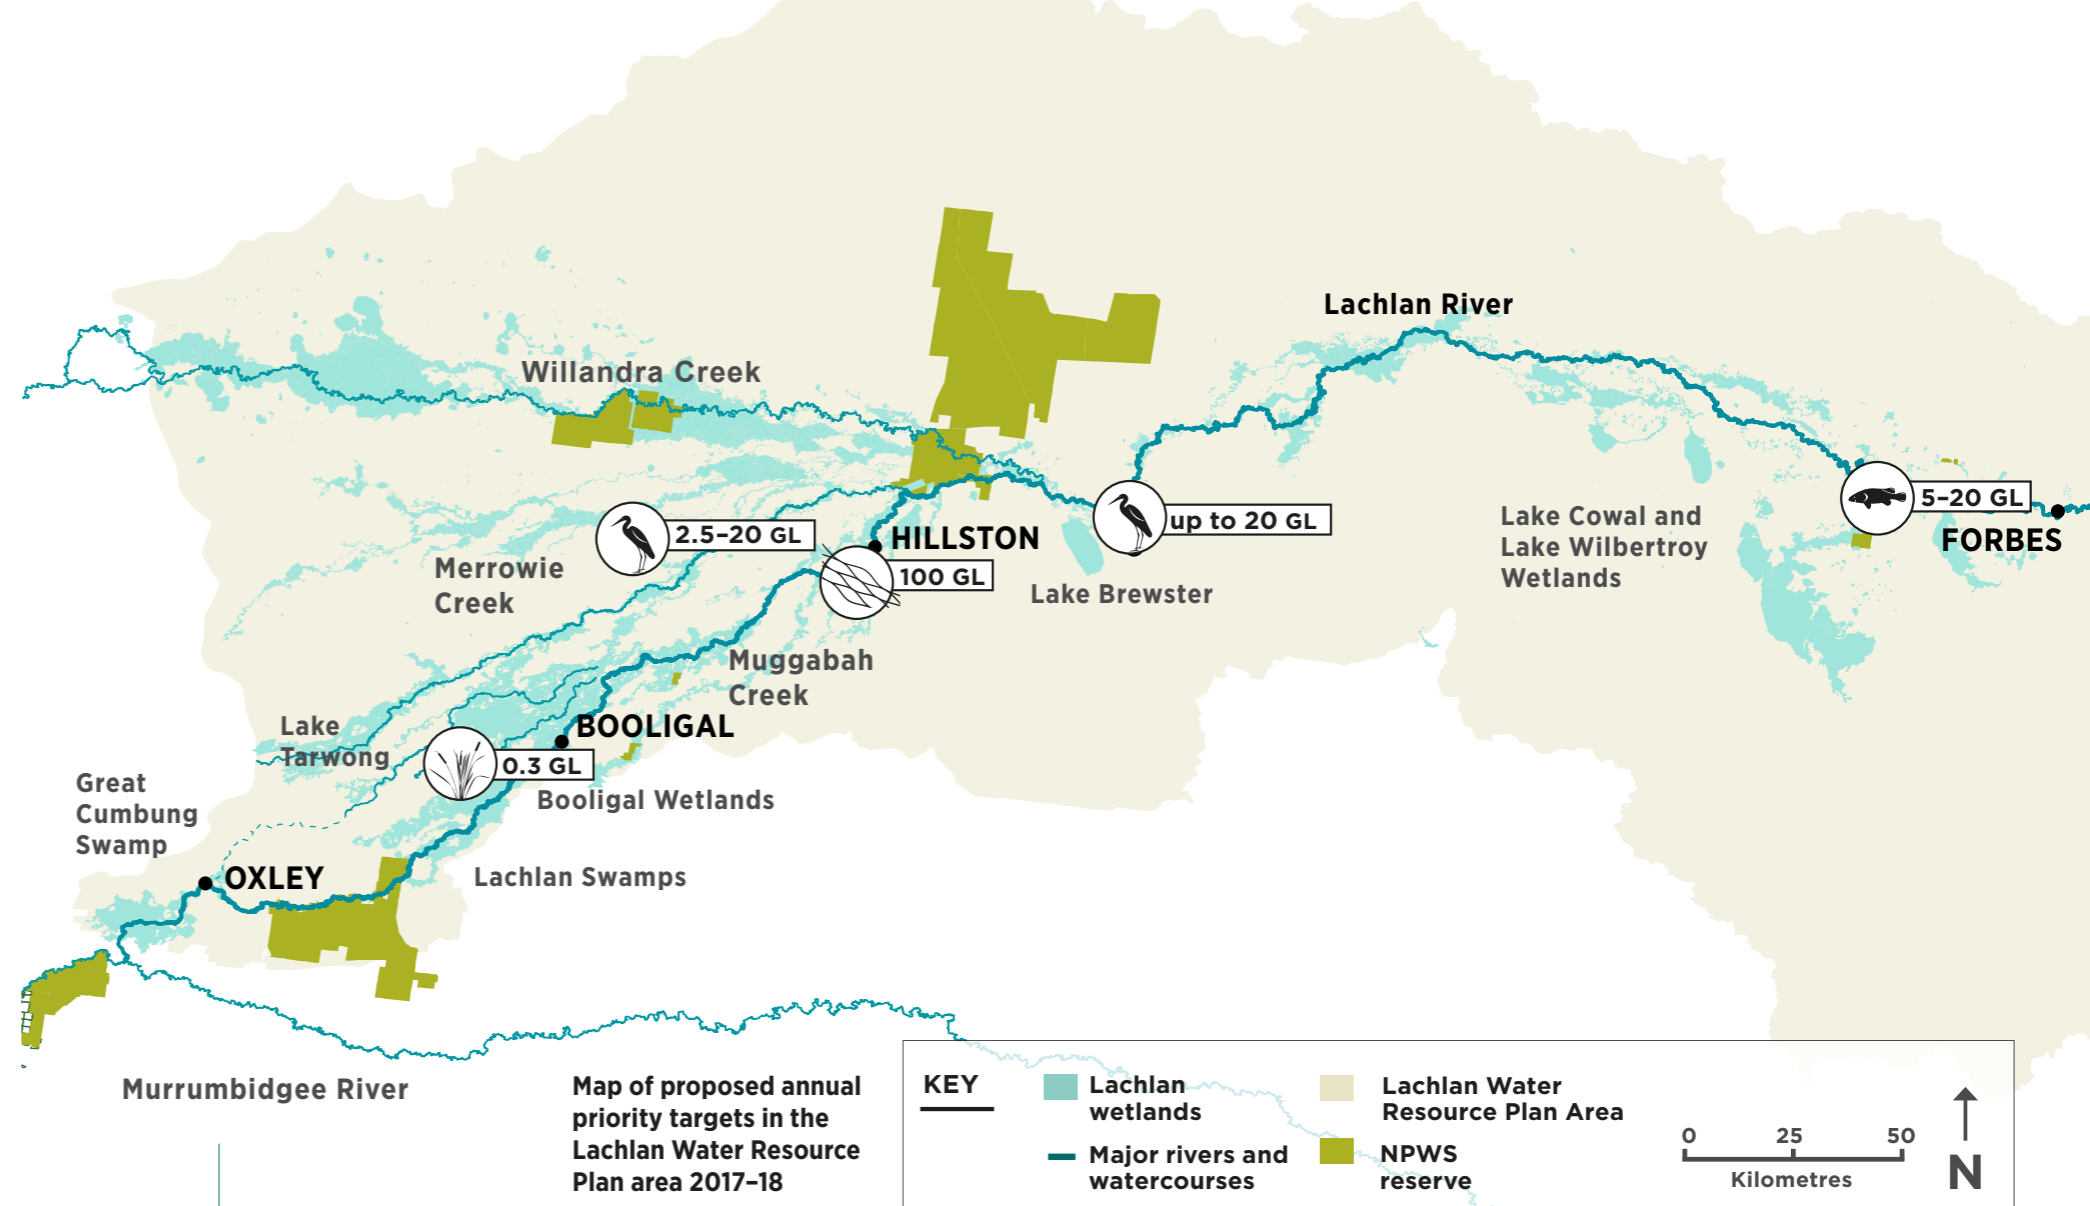 Lachlan River
Willandra Creek
5–20 GL
FORBES
up to 20 GL
Lake Cowal and
Lake Wilbertroy
Wetlands
2.5–20 GL
HILLSTON
100 GL
Lake Brewster
Merrowie
Creek
Muggabah
Creek
BOOLIGAL
Lake
Tarwong
0.3 GL
Booligal Wetlands
Great
Cumbung
Swamp
OXLEY
Lachlan Swamps
Murrumbidgee River
Map of proposed annual
priority targets in the
Lachlan Water Resource
Plan area 2017–18
KEY
Lachlan
wetlands
Major rivers and
watercourses
Lachlan Water
Resource Plan Area
NPWS
reserve
0 25 50
Kilometres
N